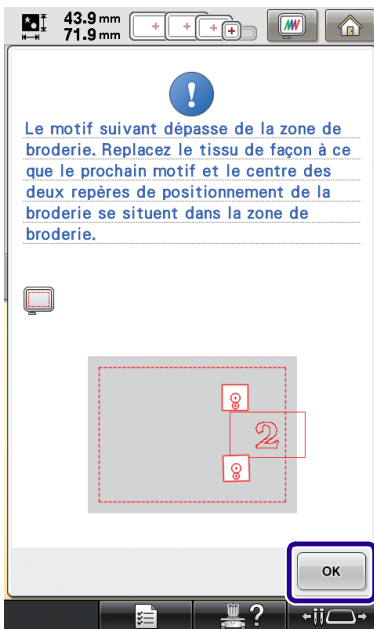 43.9 mm
71.9 mm
Le motif suivant dépasse de la zone de
broderie. Replacez le tissu de façon à ce
que le prochain motif et le centre des
deux repères de positionnement de la
broderie se situent dans la zone de
broderie.
2
OK
?